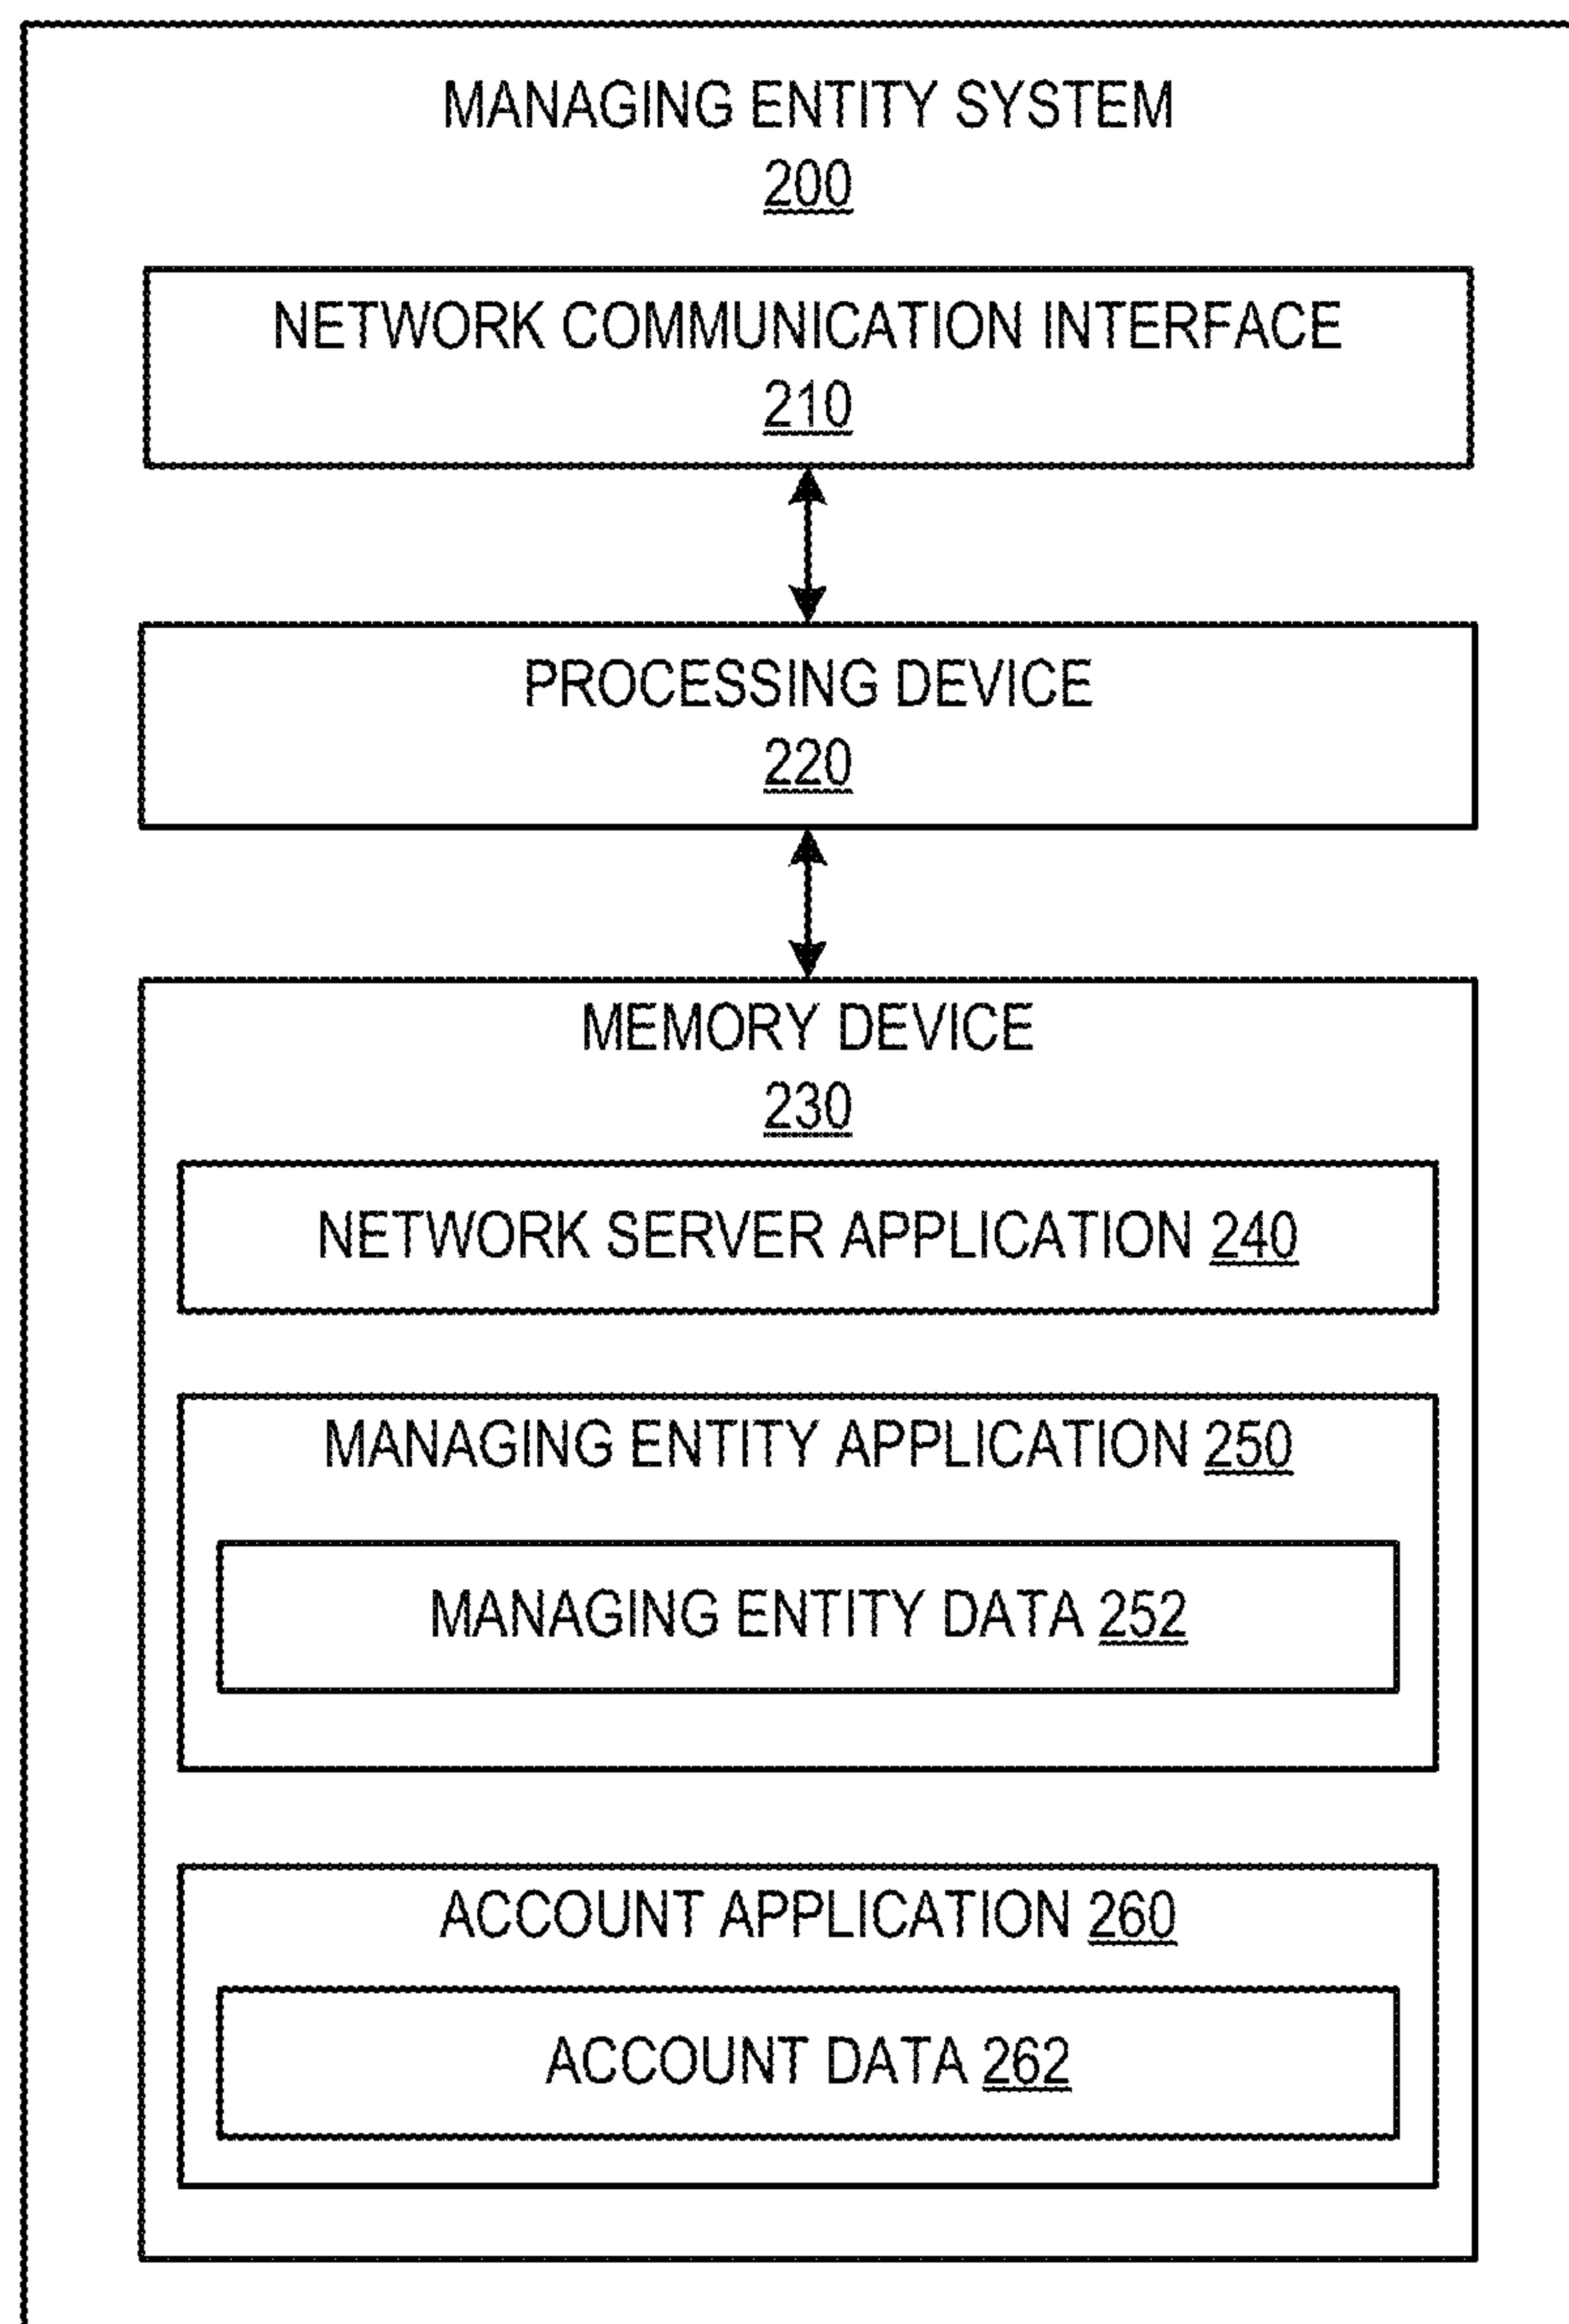 MANAGING ENTITY SYSTEM
200
NETWORK COMMUNICATION INTERFACE
210
PROCESSING DEVICE
220
MEMORY DEVICE
230
NETWORK SERVER APPLICATION 240
MANAGING ENTITY APPLICATION 250
MANAGING ENTITY DATA 252
ACCOUNT APPLICATION 260
ACCOUNT DATA 262